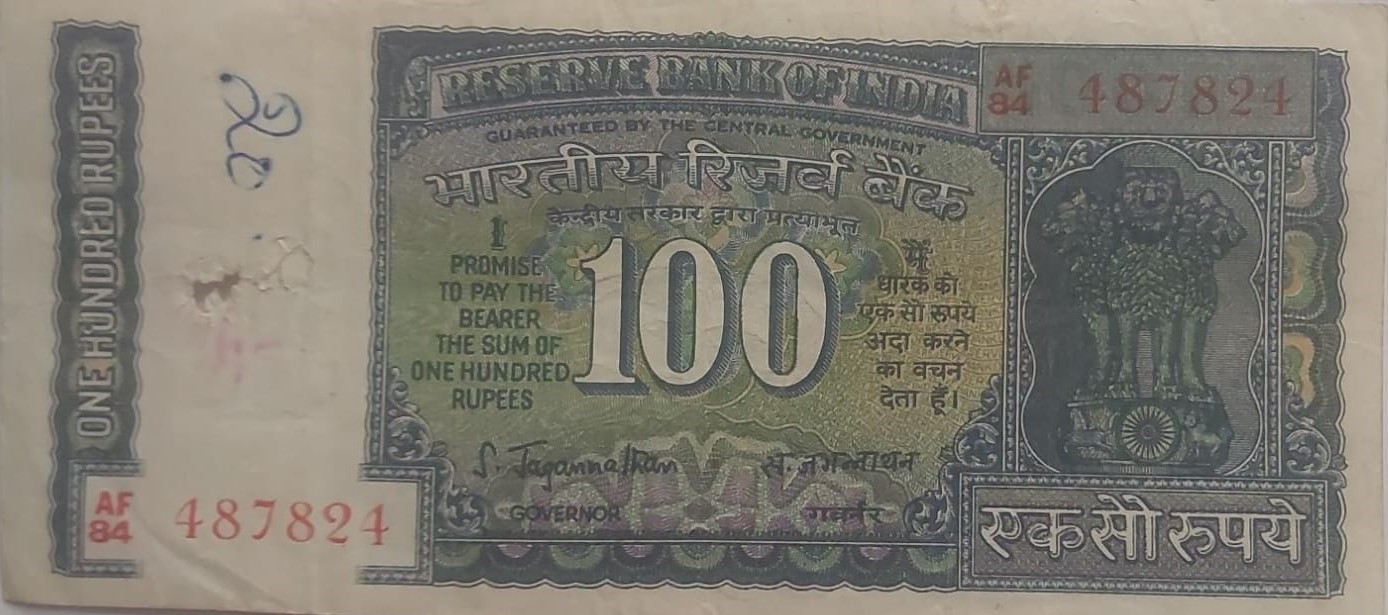 ONE HUNDRED RUPEES
RESERVE BANK OF INDIA
AF
84 487824
GUARANTEED BY THE CENTRAL GOVERNMENT
भारतीय रिजर्व बैंक
केन्द्रीय सरकार द्वारा प्रत्याभूत
I
PROMISE
TO PAY THE
BEARER
THE SUM OF
ONE HUNDRED
RUPEES
100
मैं
धारक को
एक सौ रुपये
अदा करने
का वचन
देता हूँ।
S. Jagannathan
स. जगन्नाथन
GOVERNOR
गवर्नर
AF
84 487824
एक सौ रुपये